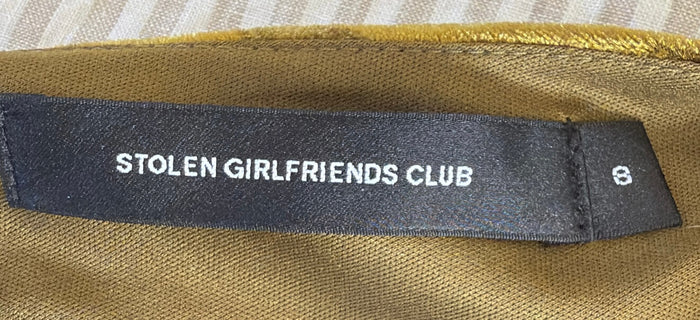 STOLEN GIRLFRIENDS CLUB
8